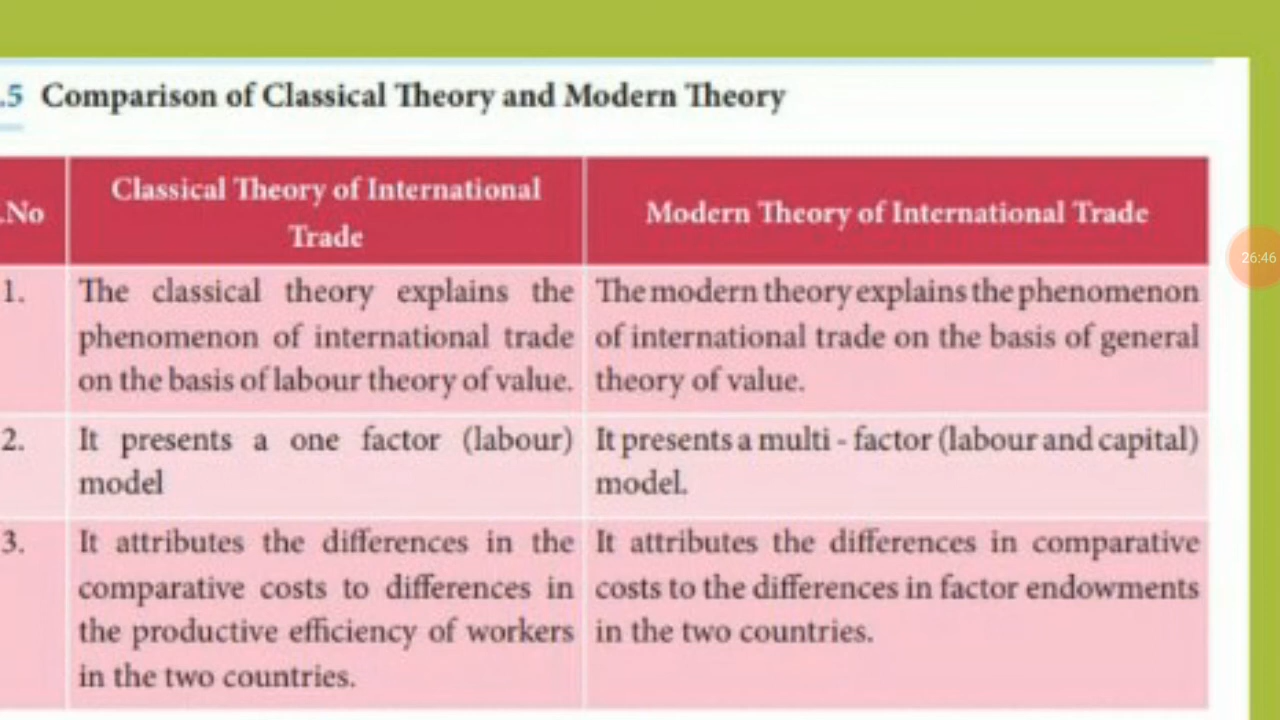 .5 Comparison of Classical Theory and Modern Theory
.No
Classical Theory of International
Trade
Modern Theory of International Trade
1.
The classical theory explains the
phenomenon of international trade
on the basis of labour theory of value.
The modern theory explains the phenomenon
of international trade on the basis of general
theory of value.
2.
It presents a one factor (labour)
model
It presents a multi - factor (labour and capital)
model.
3.
It attributes the differences in the
comparative costs to differences in
the productive efficiency of workers
in the two countries.
It attributes the differences in comparative
costs to the differences in factor endowments
in the two countries.
26:46